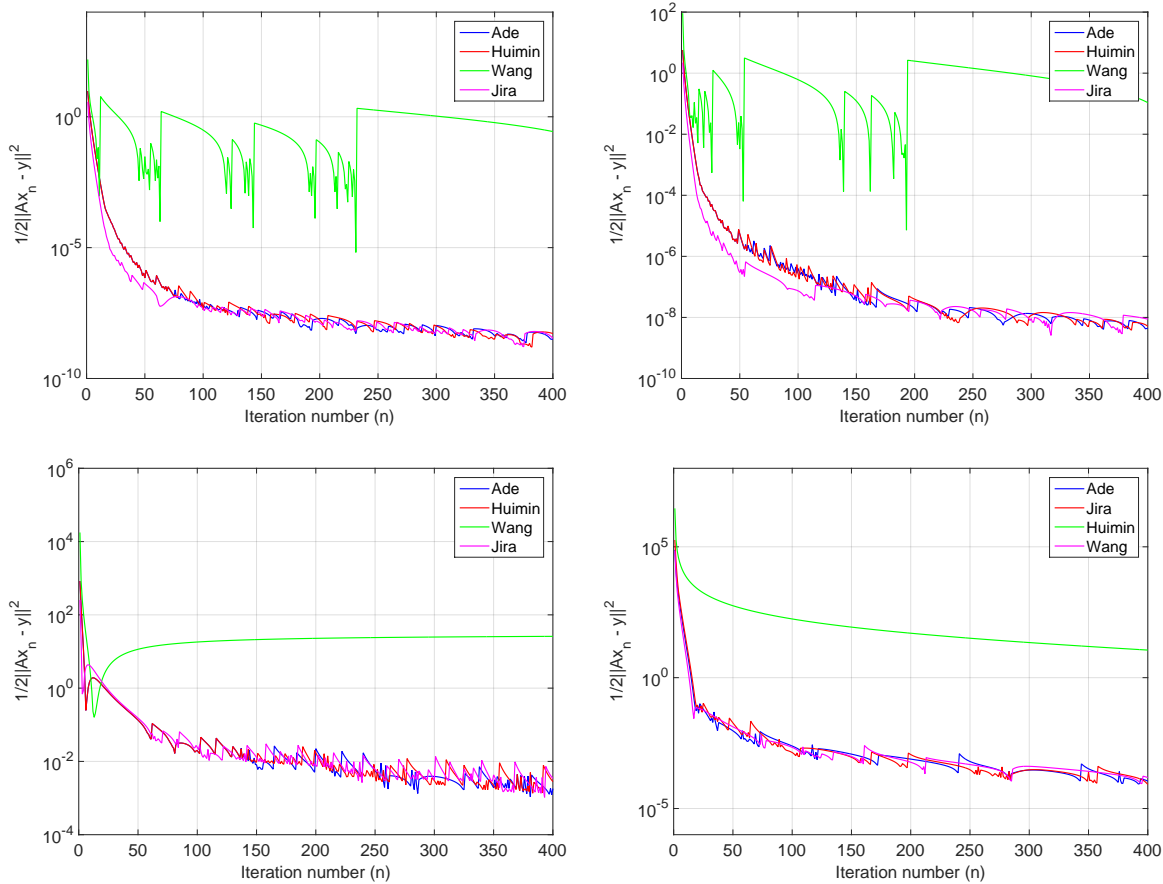 1/2||Ax_n - y||^2
10^0
10^-5
10^-10
0 50 100 150 200 250 300 350 400
Iteration number (n)
Ade
Huimin
Wang
Jira
1/2||Ax_n - y||^2
10^2
10^0
10^-2
10^-4
10^-6
10^-8
10^-10
0 50 100 150 200 250 300 350 400
Iteration number (n)
Ade
Huimin
Wang
Jira
1/2||Ax_n - y||^2
10^6
10^4
10^2
10^0
10^-2
10^-4
0 50 100 150 200 250 300 350 400
Iteration number (n)
Ade
Huimin
Wang
Jira
1/2||Ax_n - y||^2
10^5
10^0
10^-5
0 50 100 150 200 250 300 350 400
Iteration number (n)
Ade
Jira
Huimin
Wang